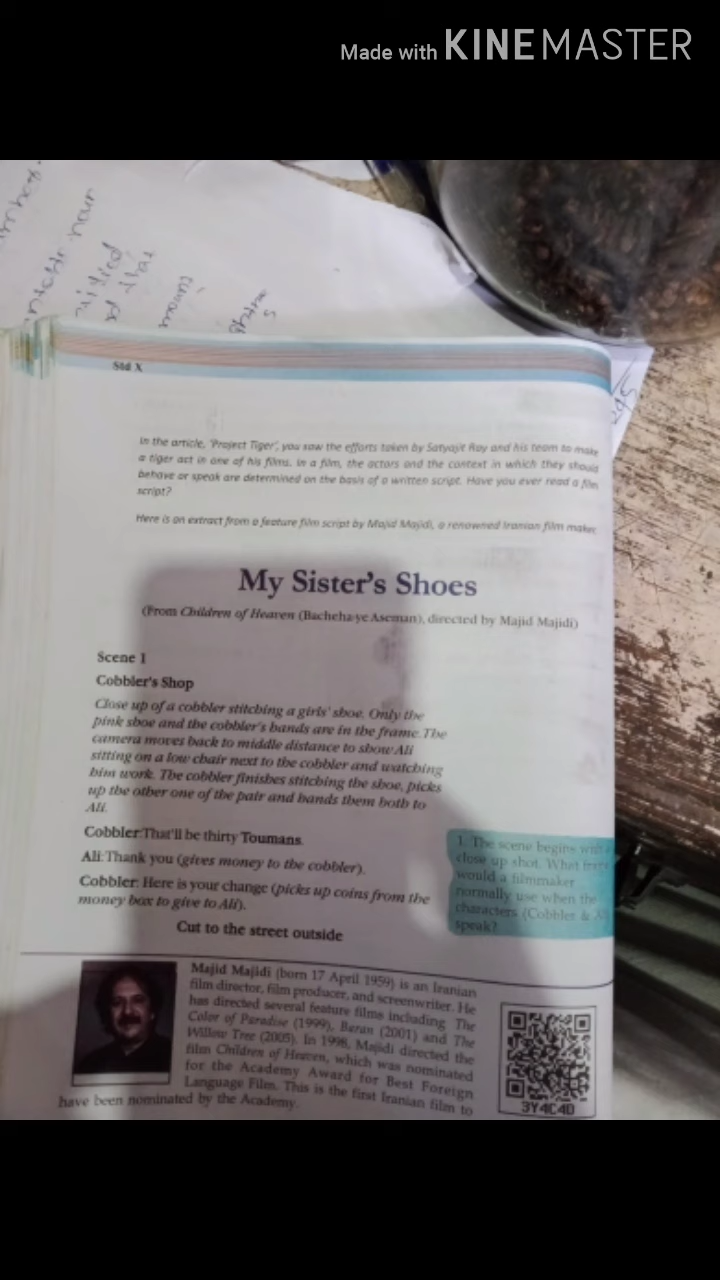 Made with KINEMASTER
Std X
In the article, 'Project Tiger', you saw the efforts taken by Satyajit Ray and his team to make
a tiger act in one of his films. In a film, the actors and the context in which they should
behave or speak are determined on the basis of a written script. Have you ever read a film
script?
Here is an extract from a feature film script by Majid Majidi, a renowned Iranian film maker.
My Sister's Shoes
(From Children of Heaven (Bacheha-ye Aseman), directed by Majid Majidi)
Scene 1
Cobbler's Shop
Close up of a cobbler stitching a girls' shoe. Only the
pink shoe and the cobbler's hands are in the frame. The
camera moves back to middle distance to show Ali
sitting on a low chair next to the cobbler and watching
him work. The cobbler finishes stitching the shoe, picks
up the other one of the pair and hands them both to
Ali.
Cobbler: That'll be thirty Toumans.
Ali: Thank you (gives money to the cobbler).
Cobbler: Here is your change (picks up coins from the
money box to give to Ali).
Cut to the street outside
1. The scene begins with a
close up shot. What
would a filmmaker
normally use when the
characters (Cobbler &
speak?
Majid Majidi (born 17 April 1959) is an Iranian
film director, film producer, and screenwriter. He
has directed several feature films including The
Color of Paradise (1999), Baran (2001) and The
Willow Tree (2005). In 1998, Majidi directed the
film Children of Heaven, which was nominated
for the Academy Award for Best Foreign
Language Film. This is the first Iranian film to
have been nominated by the Academy.
3Y4C4D